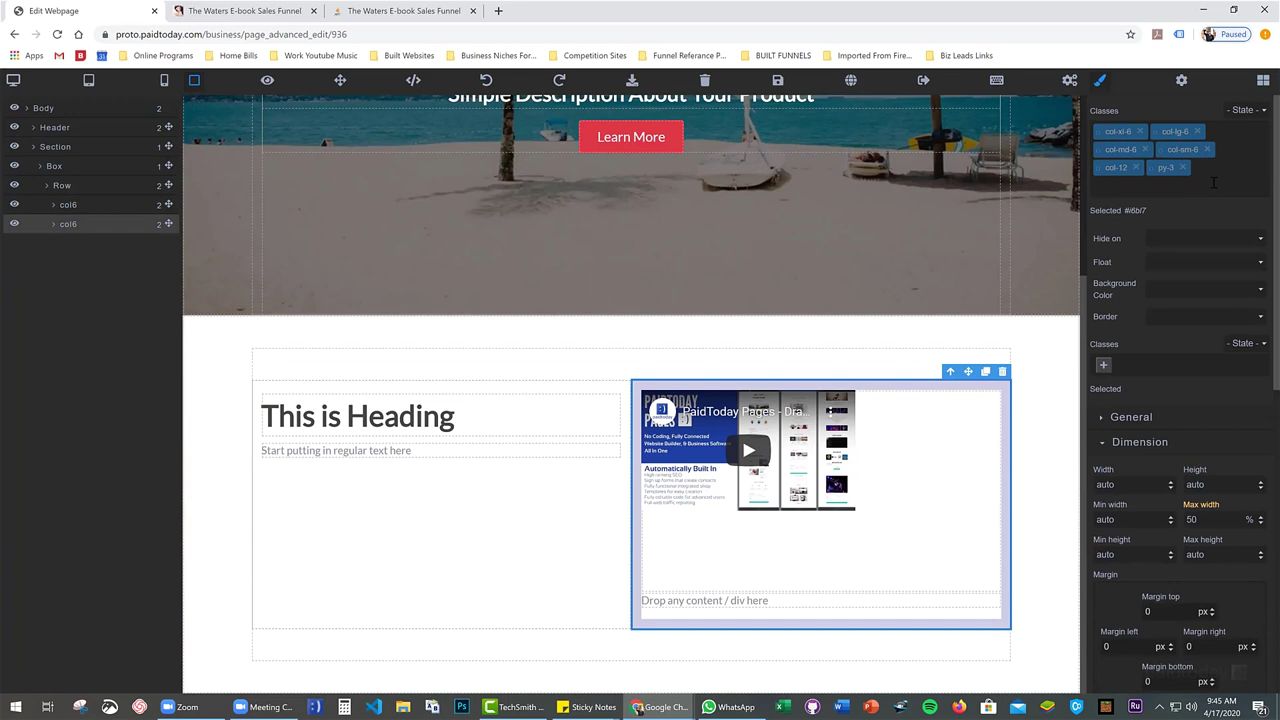 Edit Webpage
The Waters E-book Sales Funnel
The Waters E-book Sales Funnel
proto.paidtoday.com/business/page_advanced_edit/936
Paused
Apps
Online Programs
Home Bills
Work Youtube Music
Built Websites
Business Niches For...
Competition Sites
Funnel Referance P...
BUILT FUNNELS
Imported From Fire...
Biz Leads Links
Body 2
Header 2
Section 1
Box 1
Row 2
col6 2
col6 2
Simple Description About Your Product
Learn More
This is Heading
Start putting in regular text here
PaidToday Pages - Dra...
No Coding, Fully Connected
Website Builder, & Business Software
All In One
Automatically Built In
Drop any content / div here
Classes
- State -
col-xl-6
col-lg-6
col-md-6
col-sm-6
col-12
py-3
Selected #i6bl7
Hide on
Float
Background
Color
Border
Classes
- State -
Selected
General
Dimension
Width
Height
auto
auto
Min width
Max width
auto
50 %
Min height
Max height
auto
auto
Margin
Margin top
0 px
Margin left
Margin right
0 px
0 px
Margin bottom
0 px
Zoom
Meeting C...
TechSmith ...
Sticky Notes
Google Ch...
WhatsApp
9:45 AM
4/17/2020